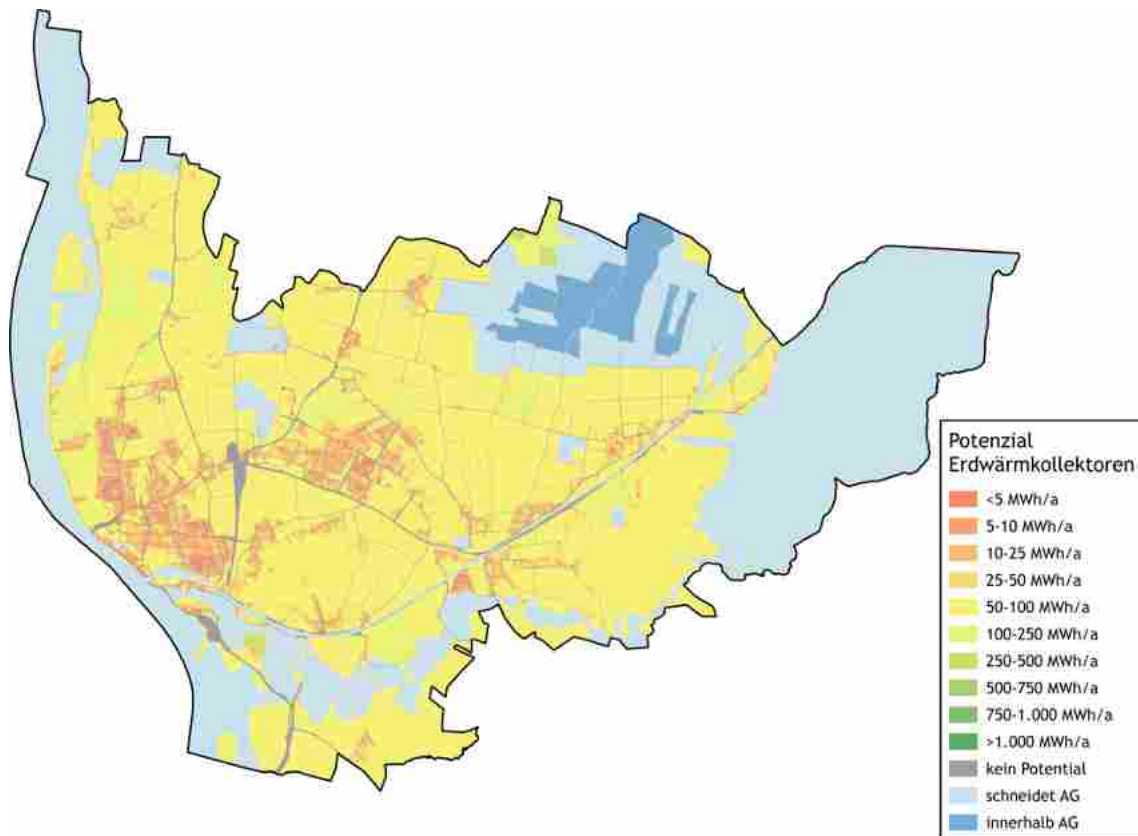 Potenzial
Erdwärmkollektoren
<5 MWh/a
5-10 MWh/a
10-25 MWh/a
25-50 MWh/a
50-100 MWh/a
100-250 MWh/a
250-500 MWh/a
500-750 MWh/a
750-1.000 MWh/a
>1.000 MWh/a
kein Potential
schneidet AG
innerhalb AG